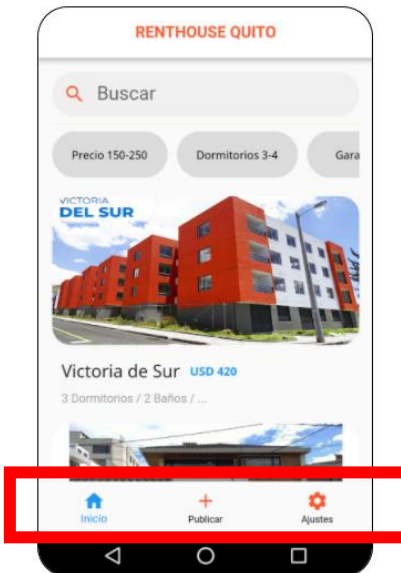 RENTHOUSE QUITO
Buscar
Precio 150-250 Dormitorios 3-4 Gara
VICTORIA
DEL SUR
Victoria de Sur USD 420
3 Dormitorios / 2 Baños / ...
Inicio Publicar Ajustes